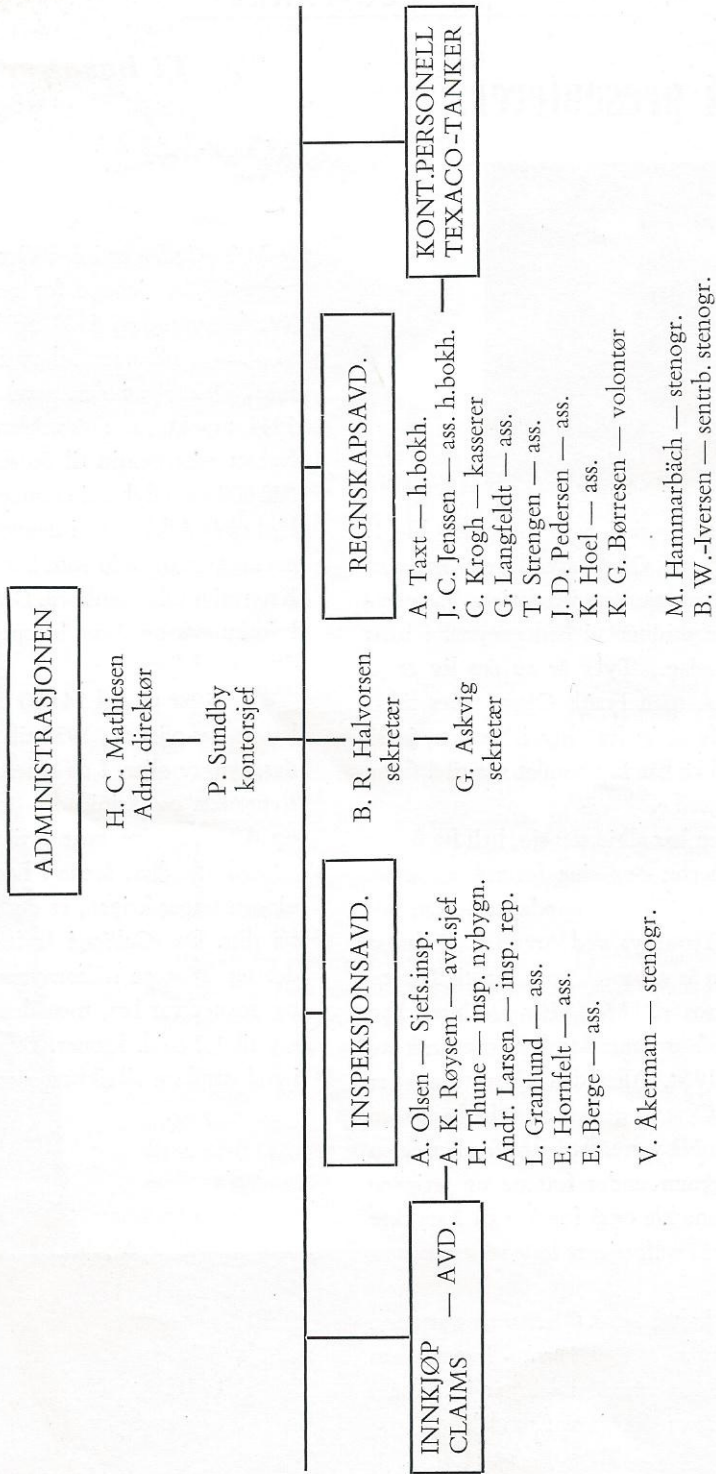 ADMINISTRASJONEN
H. C. Mathiesen
Adm. direktør
P. Sundby
kontorsjef
INNKJØP
CLAIMS — AVD.
INSPEKSJONSAVD.
A. Olsen — Sjefs.insp.
A. K. Røysem — avd.sjef
H. Thune — insp. nybygn.
Andr. Larsen — insp. rep.
L. Granlund — ass.
E. Hornfelt — ass.
E. Berge — ass.
V. Åkerman — stenogr.
B. R. Halvorsen
sekretær
G. Askvig
sekretær
REGNSKAPSAVD.
A. Taxt — h.bokh.
J. C. Jenssen — ass. h.bokh.
C. Krogh — kasserer
G. Langfeldt — ass.
T. Strengen — ass.
J. D. Pedersen — ass.
K. Hoel — ass.
K. G. Børresen — volontør
M. Hammarbäch — stenogr.
B. W.-Iversen — sentrb. stenogr.
KONT.PERSONELL
TEXACO-TANKER